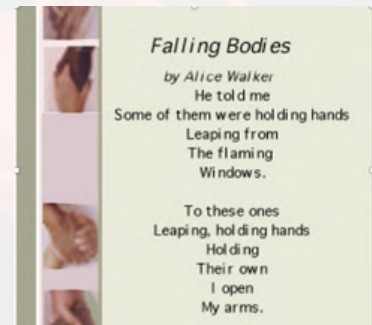 Falling Bodies
by Alice Walker
He told me
Some of them were holding hands
Leaping from
The flaming
Windows.
To these ones
Leaping, holding hands
Holding
Their own
I open
My arms.